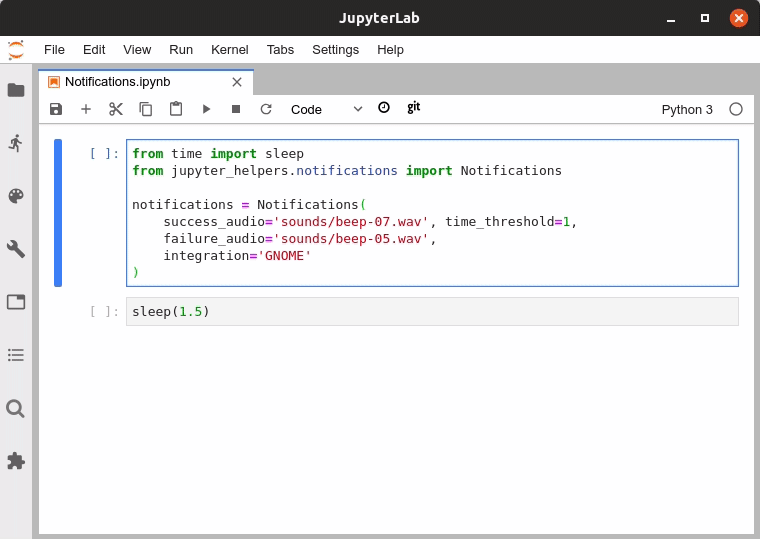 JupyterLab
File Edit View Run Kernel Tabs Settings Help
Notifications.ipynb
Code git Python 3
[ ]: from time import sleep
from jupyter_helpers.notifications import Notifications
notifications = Notifications(
success_audio='sounds/beep-07.wav', time_threshold=1,
failure_audio='sounds/beep-05.wav',
integration='GNOME'
)
[ ]: sleep(1.5)